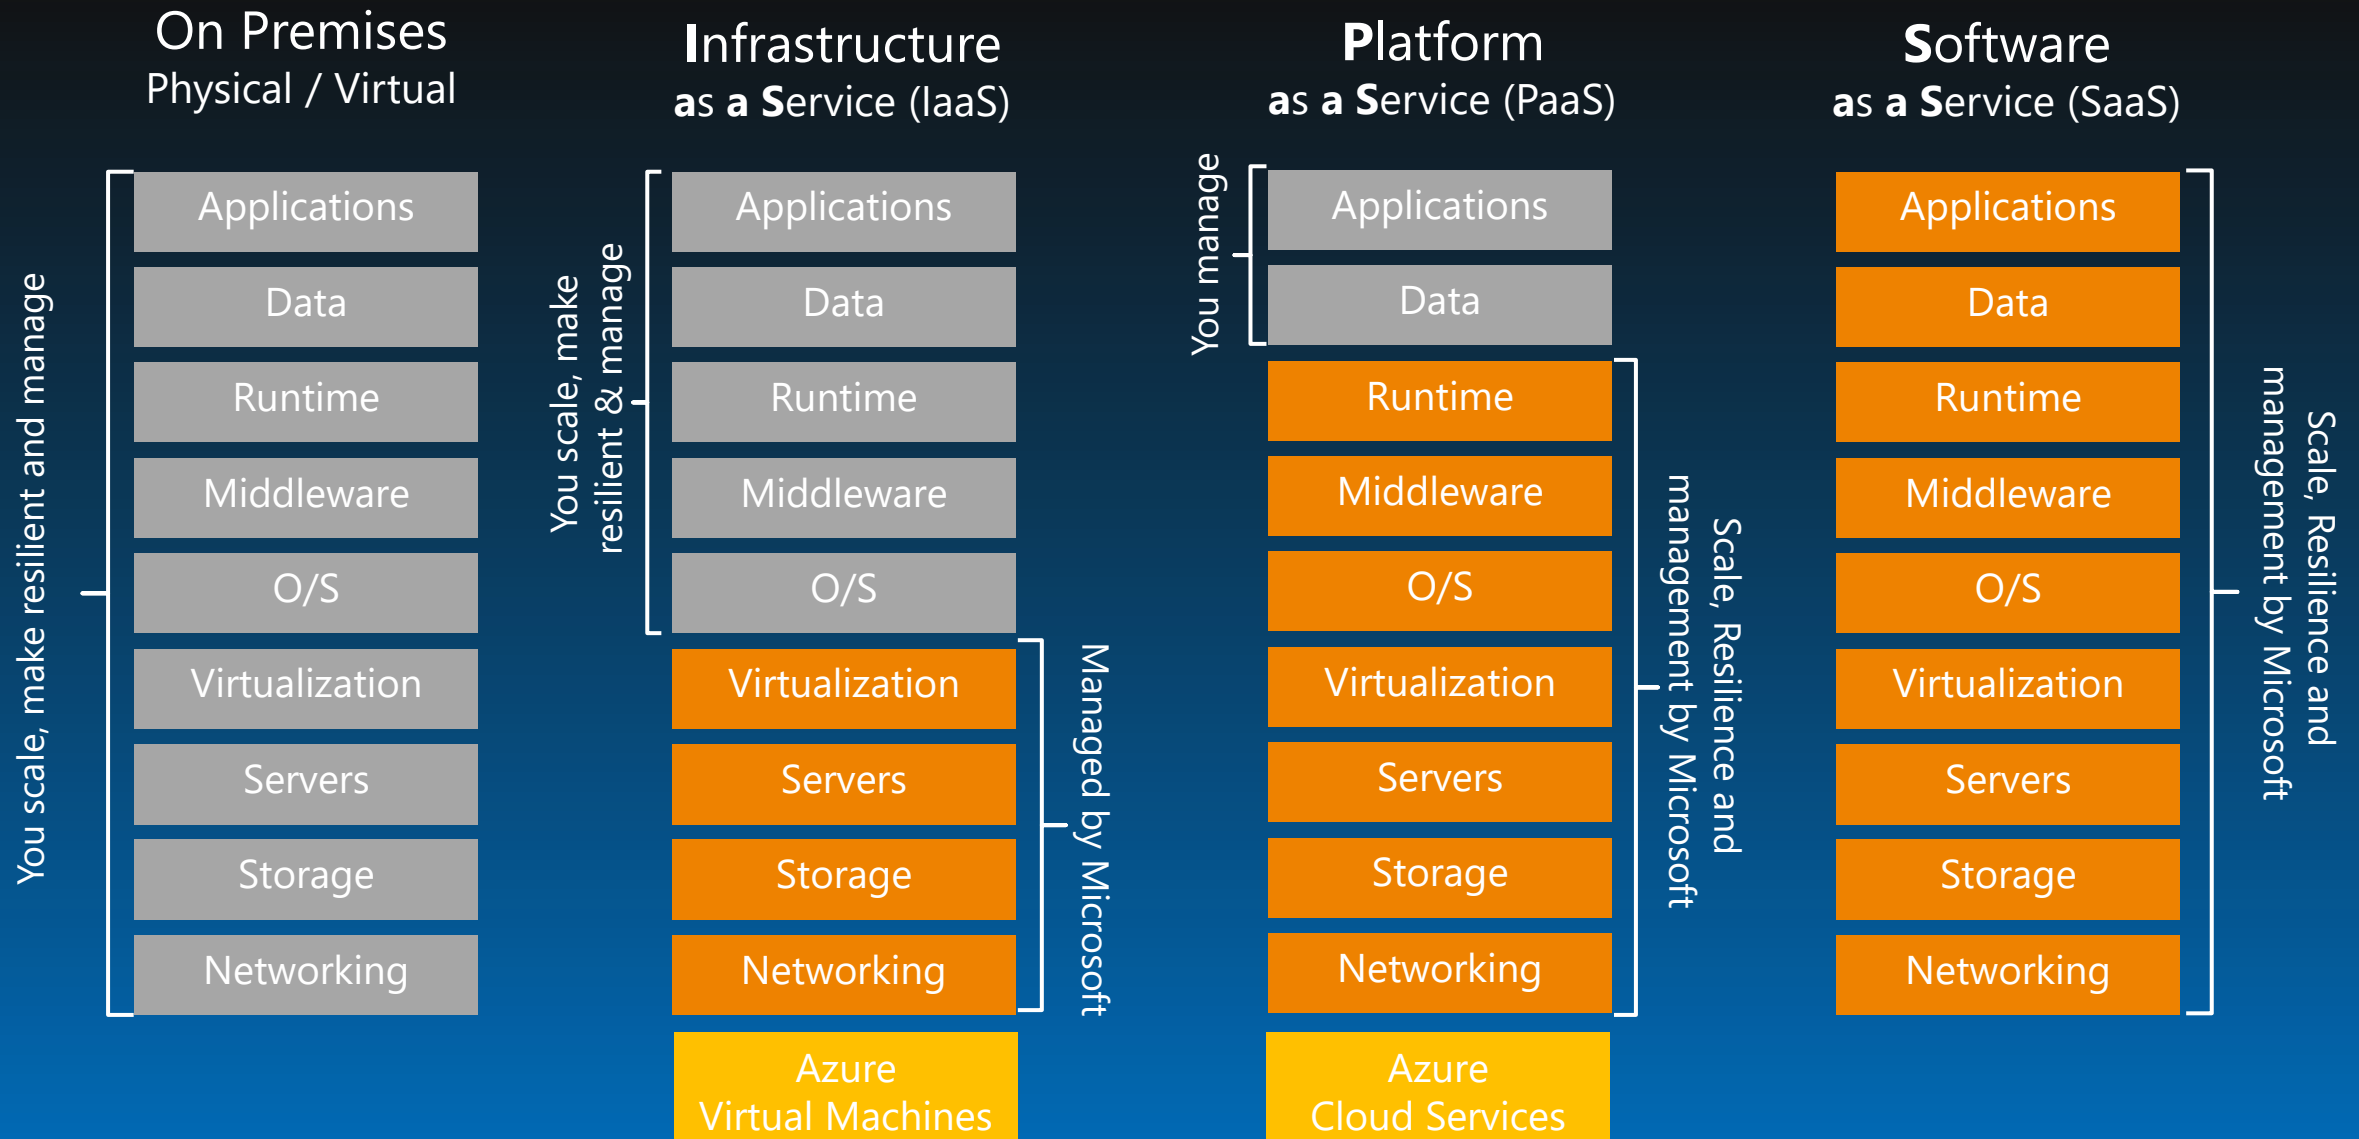 On Premises
Physical / Virtual
You scale, make resilient and manage
Applications
Data
Runtime
Middleware
O/S
Virtualization
Servers
Storage
Networking
Infrastructure
as a Service (IaaS)
You scale, make
resilient & manage
Applications
Data
Runtime
Middleware
O/S
Virtualization
Servers
Storage
Networking
Managed by Microsoft
Azure
Virtual Machines
Platform
as a Service (PaaS)
You manage
Applications
Data
Runtime
Middleware
O/S
Virtualization
Servers
Storage
Networking
Scale, Resilience and
management by Microsoft
Azure
Cloud Services
Software
as a Service (SaaS)
Applications
Data
Runtime
Middleware
O/S
Virtualization
Servers
Storage
Networking
Scale, Resilience and
management by Microsoft